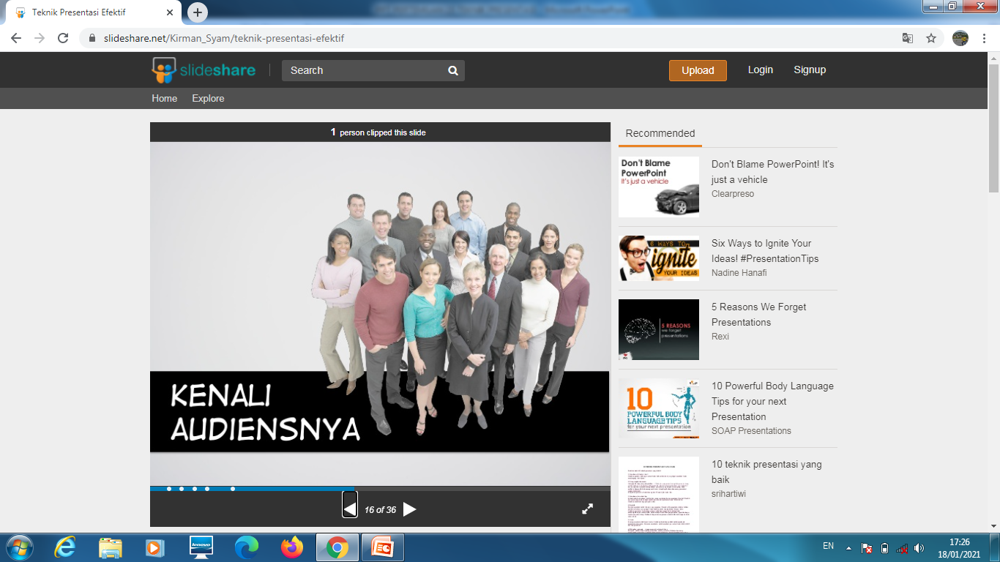 Teknik Presentasi Efektif
slideshare.net/Kirman_Syam/teknik-presentasi-efektif
slideshare
Search
Upload
Login
Signup
Home
Explore
1 person clipped this slide
KENALI
AUDIENSNYA
16 of 36
Recommended
Don't Blame
PowerPoint
It's just a vehicle
Don't Blame PowerPoint! It's
just a vehicle
Clearpreso
6 WAYS TO
ignite
YOUR IDEAS
Six Ways to Ignite Your
Ideas! #PresentationTips
Nadine Hanafi
5 REASONS
we forget
presentations
5 Reasons We Forget
Presentations
Rexi
10
POWERFUL BODY
LANGUAGE TIPS
for your next presentation
10 Powerful Body Language
Tips for your next
Presentation
SOAP Presentations
10 teknik presentasi yang
baik
srihartiwi
lenovo
EN
17:26
18/01/2021